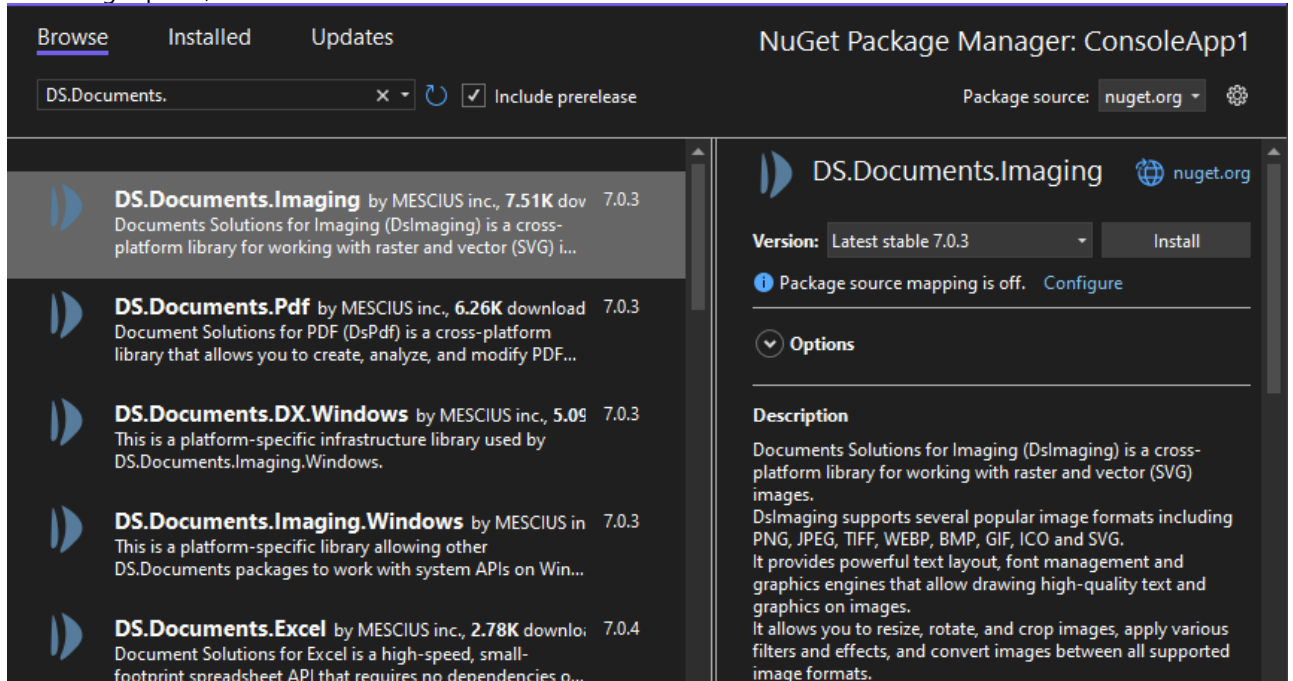 Browse Installed Updates
NuGet Package Manager: ConsoleApp1
DS.Documents.
Include prerelease
Package source: nuget.org
DS.Documents.Imaging by MESCIUS inc., 7.51K dov 7.0.3
Documents Solutions for Imaging (DsImaging) is a cross-
platform library for working with raster and vector (SVG) i...
DS.Documents.Pdf by MESCIUS inc., 6.26K download 7.0.3
Document Solutions for PDF (DsPdf) is a cross-platform
library that allows you to create, analyze, and modify PDF...
DS.Documents.DX.Windows by MESCIUS inc., 5.09 7.0.3
This is a platform-specific infrastructure library used by
DS.Documents.Imaging.Windows.
DS.Documents.Imaging.Windows by MESCIUS in 7.0.3
This is a platform-specific library allowing other
DS.Documents packages to work with system APIs on Win...
DS.Documents.Excel by MESCIUS inc., 2.78K downloa 7.0.4
Document Solutions for Excel is a high-speed, small-
footprint spreadsheet API that requires no dependencies o...
DS.Documents.Imaging nuget.org
Version: Latest stable 7.0.3 Install
Package source mapping is off. Configure
Options
Description
Documents Solutions for Imaging (DsImaging) is a cross-
platform library for working with raster and vector (SVG)
images.
DsImaging supports several popular image formats including
PNG, JPEG, TIFF, WEBP, BMP, GIF, ICO and SVG.
It provides powerful text layout, font management and
graphics engines that allow drawing high-quality text and
graphics on images.
It allows you to resize, rotate, and crop images, apply various
filters and effects, and convert images between all supported
image formats.